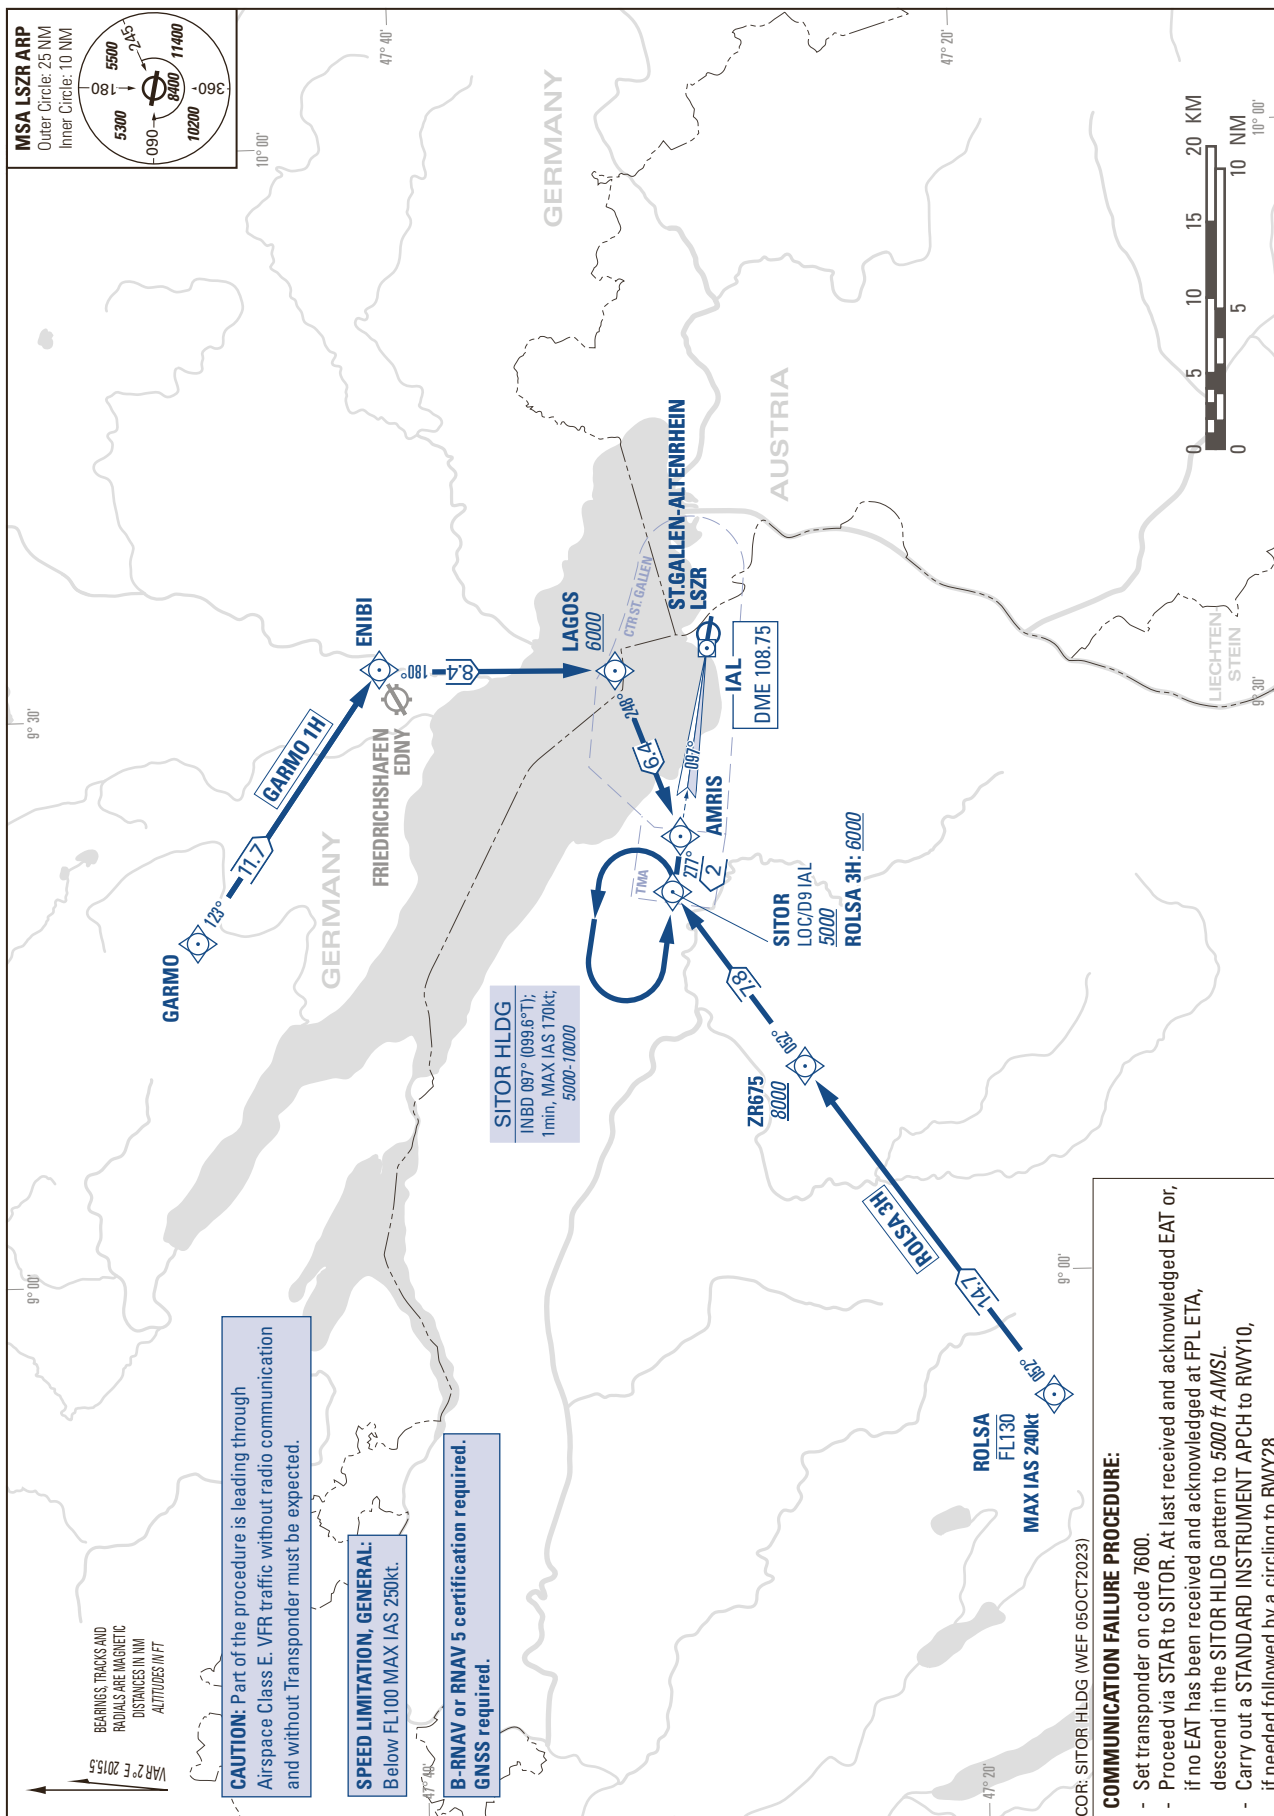 MSA LSZR ARP
Outer Circle: 25 NM
Inner Circle: 10 NM
5300
5500
11400
10200
8400
090
180
245
360
BEARINGS, TRACKS AND
RADIALS ARE MAGNETIC
DISTANCES IN NM
ALTITUDES IN FT
VAR 2° E 2015.5
CAUTION: Part of the procedure is leading through
Airspace Class E. VFR traffic without radio communication
and without Transponder must be expected.
SPEED LIMITATION, GENERAL:
Below FL100 MAX IAS 250kt.
B-RNAV or RNAV 5 certification required.
GNSS required.
9° 00'
9° 30'
10° 00'
47° 40'
47° 40'
GARMO
123°
11.7
GARMO 1H
ENIBI
180°
8.4
FRIEDRICHSHAFEN
EDNY
GERMANY
GERMANY
LAGOS
6000
248°
6.4
CTR ST. GALLEN
ST.GALLEN-ALTENRHEIN
LSZR
IAL
DME 108.75
097°
AMRIS
277°
2
TMA
SITOR HLDG
INBD 097° (099.6°T);
1min, MAX IAS 170kt;
5000-10000
SITOR
LOC/D9 IAL
5000
ROLSA 3H: 6000
7.8
052°
ZR675
8000
ROLSA 3H
14.7
052°
ROLSA
FL130
MAX IAS 240kt
AUSTRIA
LIECHTEN-
STEIN
9° 00'
9° 30'
10° 00'
47° 20'
47° 20'
0 5 10 15 20 KM
0 5 10 NM
COR: SITOR HLDG (WEF 05OCT2023)
COMMUNICATION FAILURE PROCEDURE:
- Set transponder on code 7600.
- Proceed via STAR to SITOR. At last received and acknowledged EAT or,
if no EAT has been received and acknowledged at FPL ETA,
descend in the SITOR HLDG pattern to 5000 ft AMSL.
- Carry out a STANDARD INSTRUMENT APCH to RWY10,
if needed followed by a circling to RWY28.